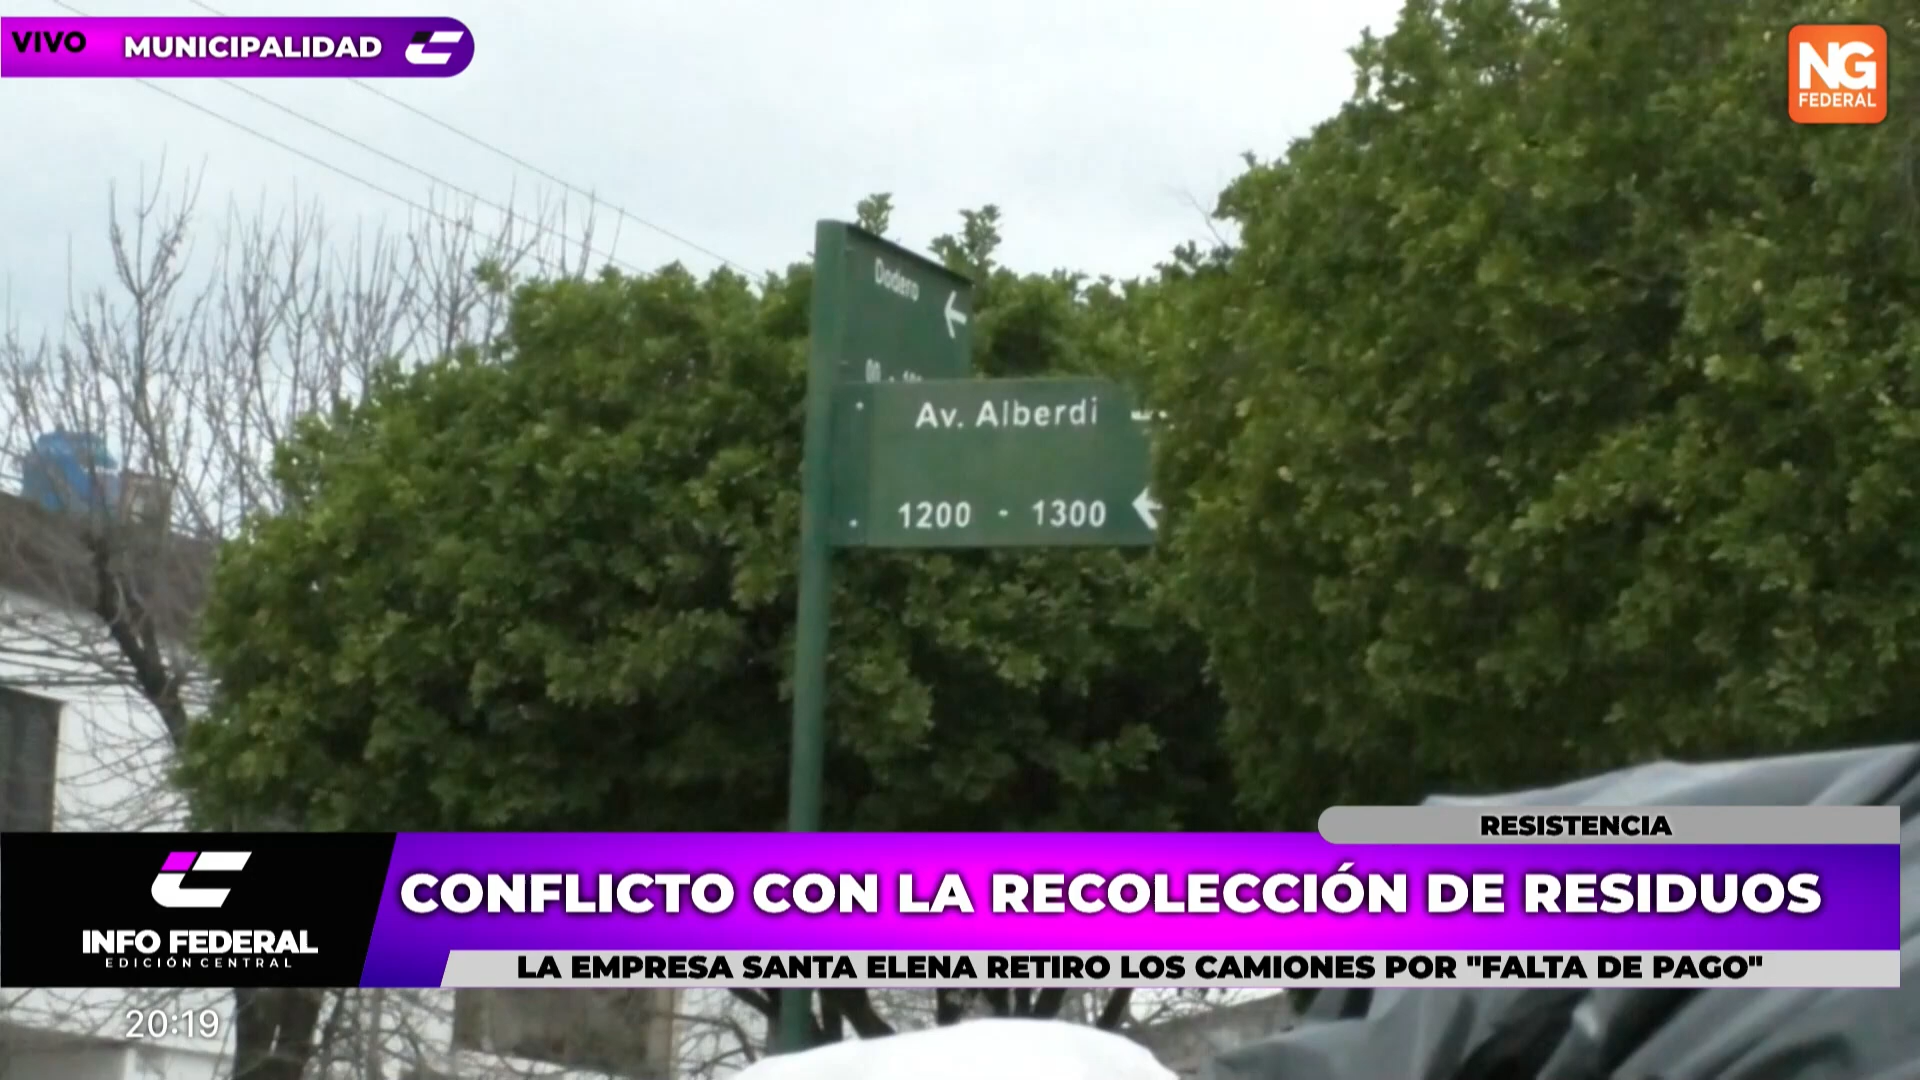 VIVO
MUNICIPALIDAD
NG
FEDERAL
Dodero
Av. Alberdi
1200 - 1300
RESISTENCIA
CONFLICTO CON LA RECOLECCIÓN DE RESIDUOS
INFO FEDERAL
EDICIÓN CENTRAL
LA EMPRESA SANTA ELENA RETIRO LOS CAMIONES POR "FALTA DE PAGO"
20:19